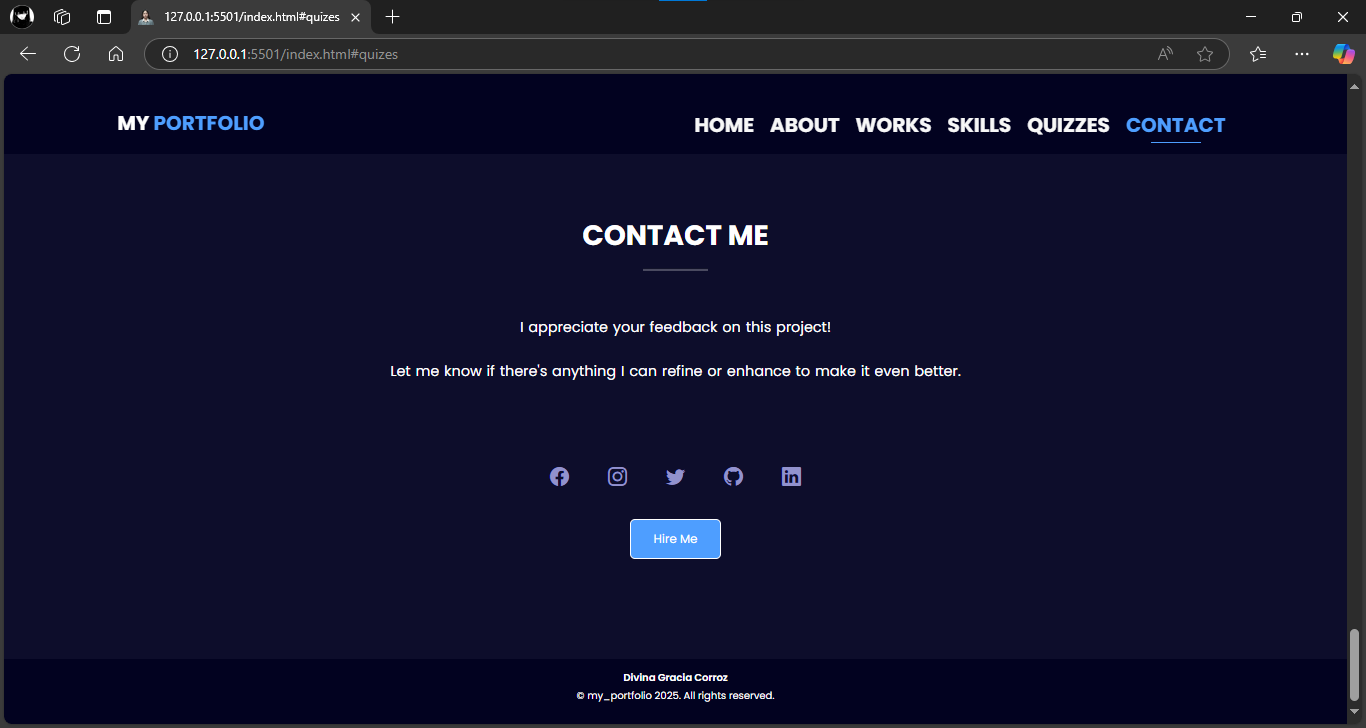 127.0.0.1:5501/index.html#quizes
127.0.0.1:5501/index.html#quizes
MY PORTFOLIO
HOME ABOUT WORKS SKILLS QUIZZES CONTACT
CONTACT ME
I appreciate your feedback on this project!
Let me know if there's anything I can refine or enhance to make it even better.
Hire Me
Divina Gracia Corroz
© my_portfolio 2025. All rights reserved.